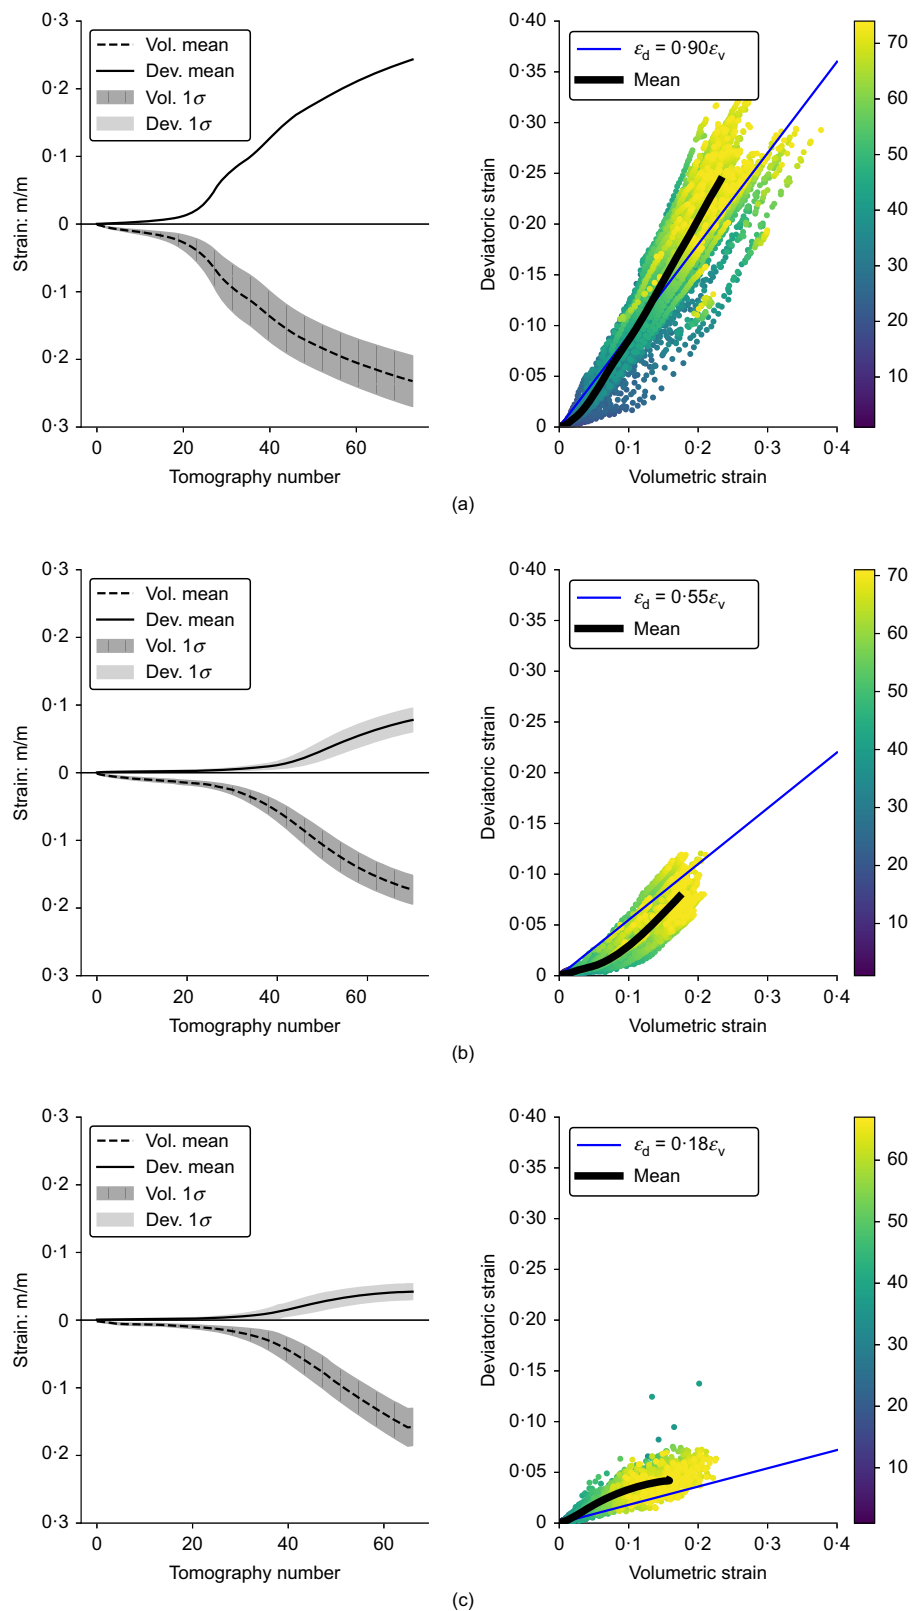 0·3
0·2
0·1
0
0·1
0·2
0·3
Strain: m/m
Vol. mean
Dev. mean
Vol. 1σ
Dev. 1σ
0 20 40 60
Tomography number
0·40
0·35
0·30
0·25
0·20
0·15
0·10
0·05
0
Deviatoric strain
εd = 0·90εv
Mean
0 0·1 0·2 0·3 0·4
Volumetric strain
70
60
50
40
30
20
10
(a)
0·3
0·2
0·1
0
0·1
0·2
0·3
Strain: m/m
Vol. mean
Dev. mean
Vol. 1σ
Dev. 1σ
0 20 40 60
Tomography number
0·40
0·35
0·30
0·25
0·20
0·15
0·10
0·05
0
Deviatoric strain
εd = 0·55εv
Mean
0 0·1 0·2 0·3 0·4
Volumetric strain
70
60
50
40
30
20
10
(b)
0·3
0·2
0·1
0
0·1
0·2
0·3
Strain: m/m
Vol. mean
Dev. mean
Vol. 1σ
Dev. 1σ
0 20 40 60
Tomography number
0·40
0·35
0·30
0·25
0·20
0·15
0·10
0·05
0
Deviatoric strain
εd = 0·18εv
Mean
0 0·1 0·2 0·3 0·4
Volumetric strain
60
50
40
30
20
10
(c)